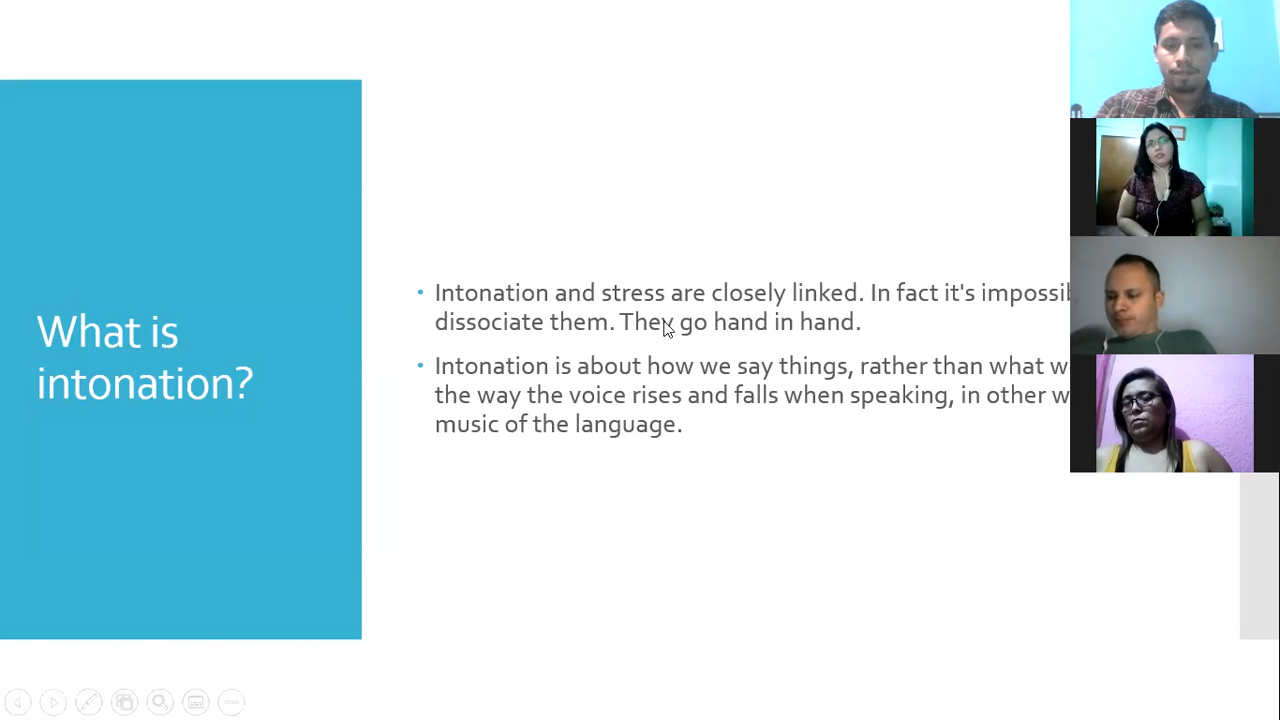 What is
intonation?
Intonation and stress are closely linked. In fact it's
dissociate them. They go hand in hand.
Intonation is about how we say things, rather than what
the way the voice rises and falls when speaking, in other
music of the language.